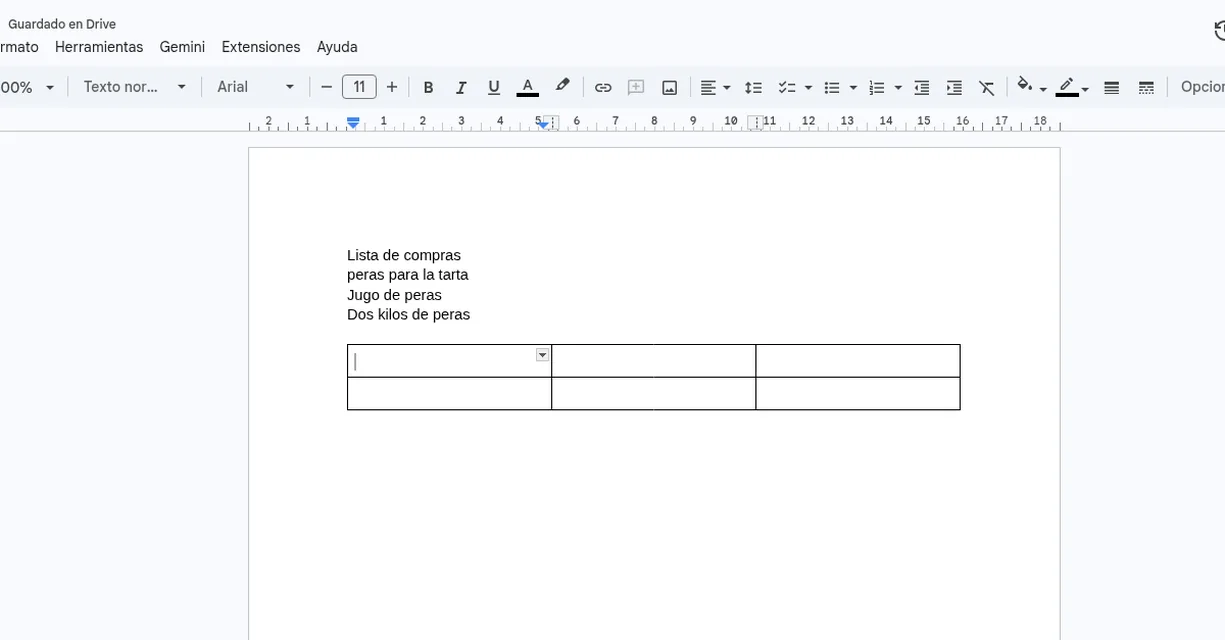 Guardado en Drive
rmato Herramientas Gemini Extensiones Ayuda
00% Texto nor... Arial 11 B I U A Opcion
2 1 1 2 3 4 5 6 7 8 9 10 11 12 13 14 15 16 17 18
Lista de compras
peras para la tarta
Jugo de peras
Dos kilos de peras